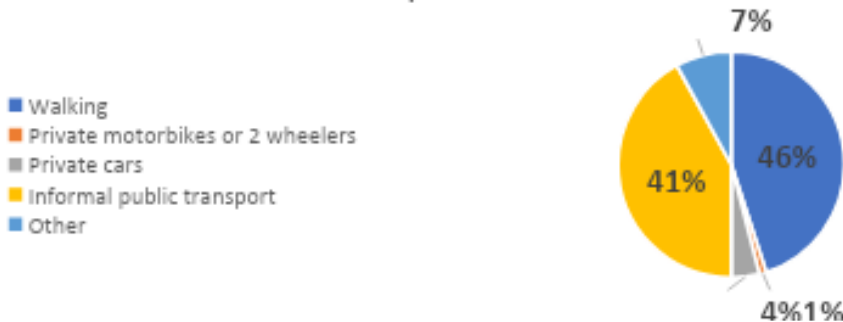 7%
Walking
Private motorbikes or 2 wheelers
Private cars
Informal public transport
Other
46%
41%
4%1%